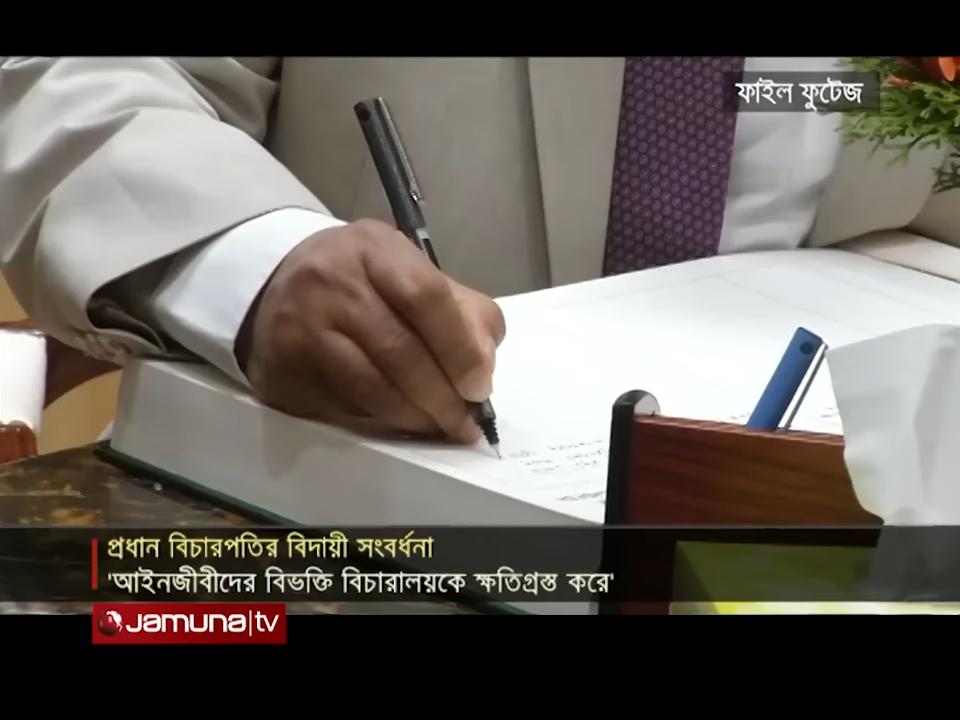 ফাইল ফুটেজ
প্রধান বিচারপতির বিদায়ী সংবর্ধনা
'আইনজীবীদের বিভক্তি বিচারালয়কে ক্ষতিগ্রস্ত করে'
Jamuna|tv